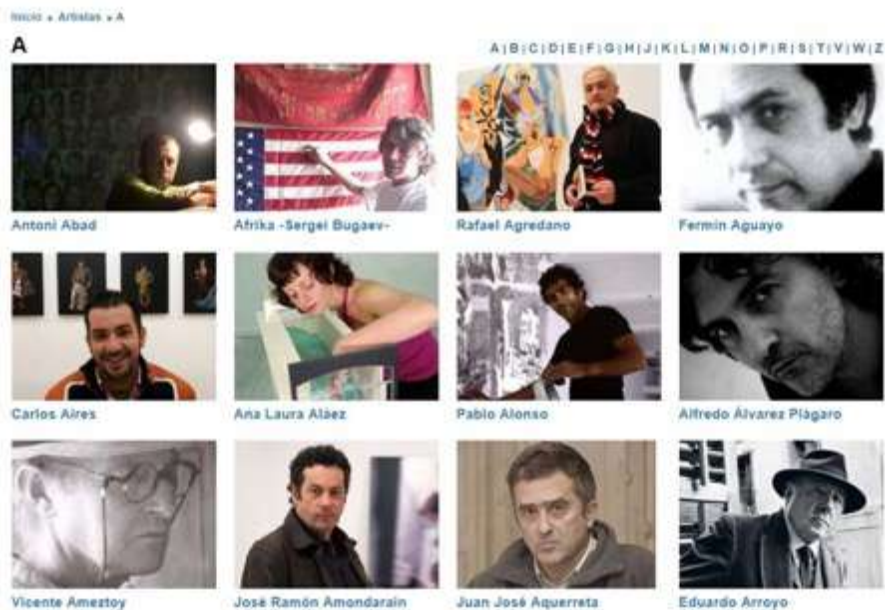 Inicio » Artistas » A
A
A | B | C | D | E | F | G | H | J | K | L | M | N | O | P | R | S | T | V | W | Z
Antoni Abad
Afrika -Sergei Bugaev-
Rafael Agredano
Fermín Aguayo
Carlos Aires
Ana Laura Aláez
Pablo Alonso
Alfredo Álvarez Plágaro
Vicente Ameztoy
José Ramón Amondarain
Juan José Aquerreta
Eduardo Arroyo